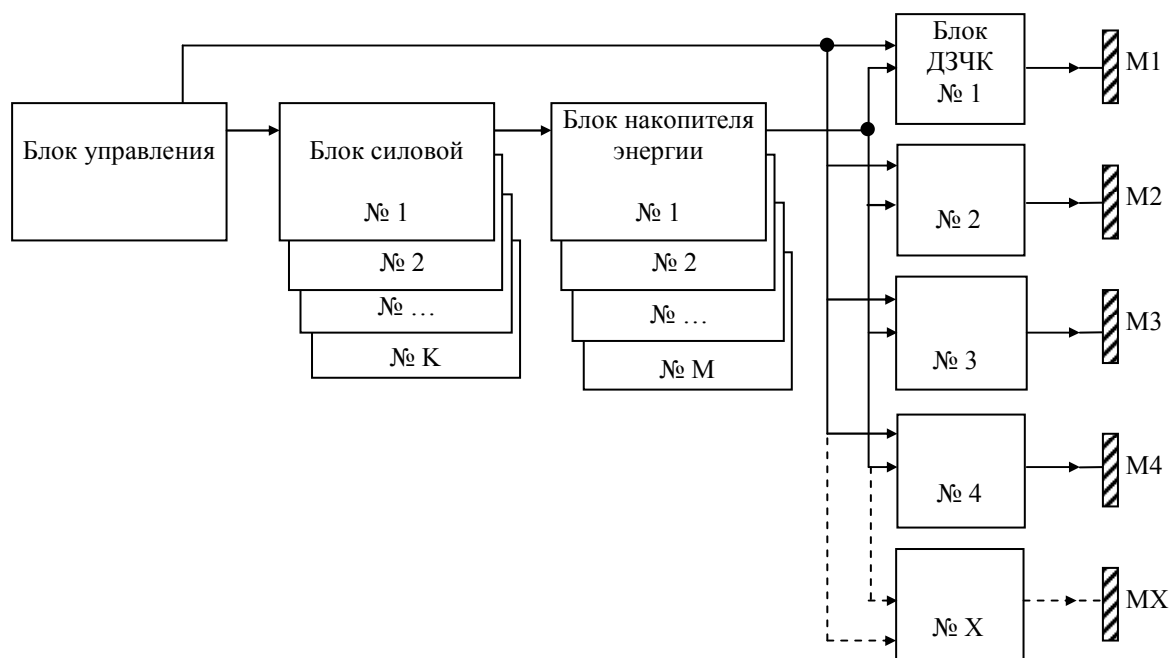 Блок управления
Блок силовой
№ 1
№ 2
№ …
№ K
Блок накопителя
энергии
№ 1
№ 2
№ …
№ M
Блок
ДЗЧК
№ 1
M1
№ 2
M2
№ 3
M3
№ 4
M4
№ X
MX